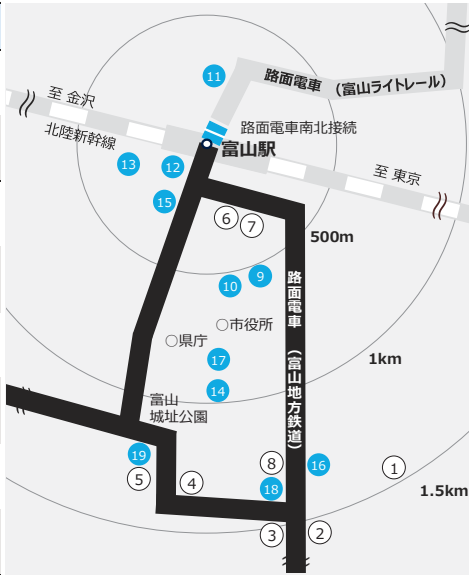 11
路面電車 （富山ライトレール）
至 金沢
路面電車南北接続
北陸新幹線
富山駅
13
12
至 東京
15
6
7
500m
9
10
路面電車 （富山地方鉄道）
○市役所
○県庁
17
1km
14
富山
城址公園
19
8
16
1
5
4
18
1.5km
3
2